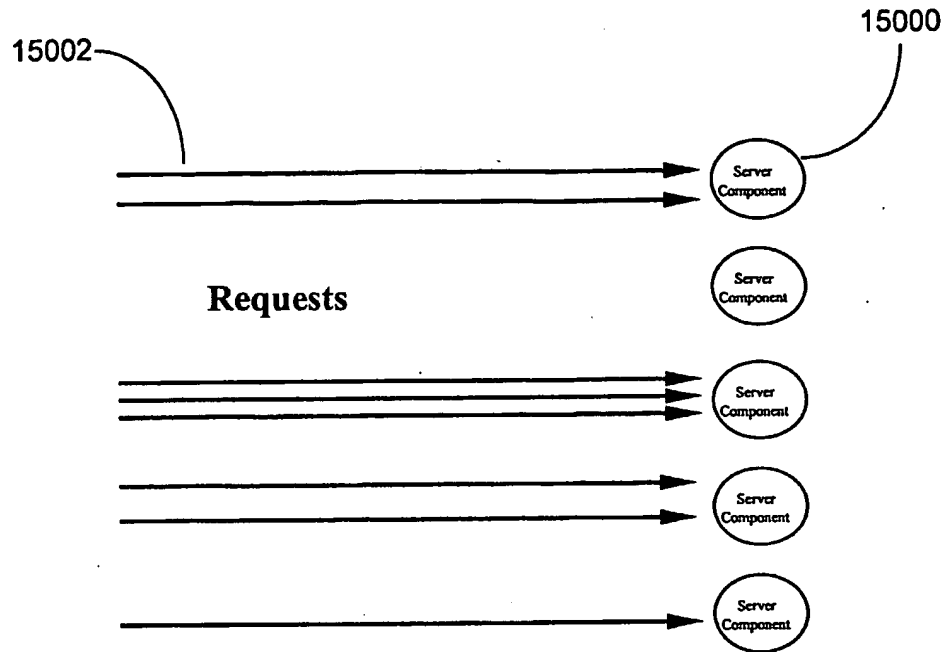 15000
15002
Server
Component
Server
Component
Requests
Server
Component
Server
Component
Server
Component